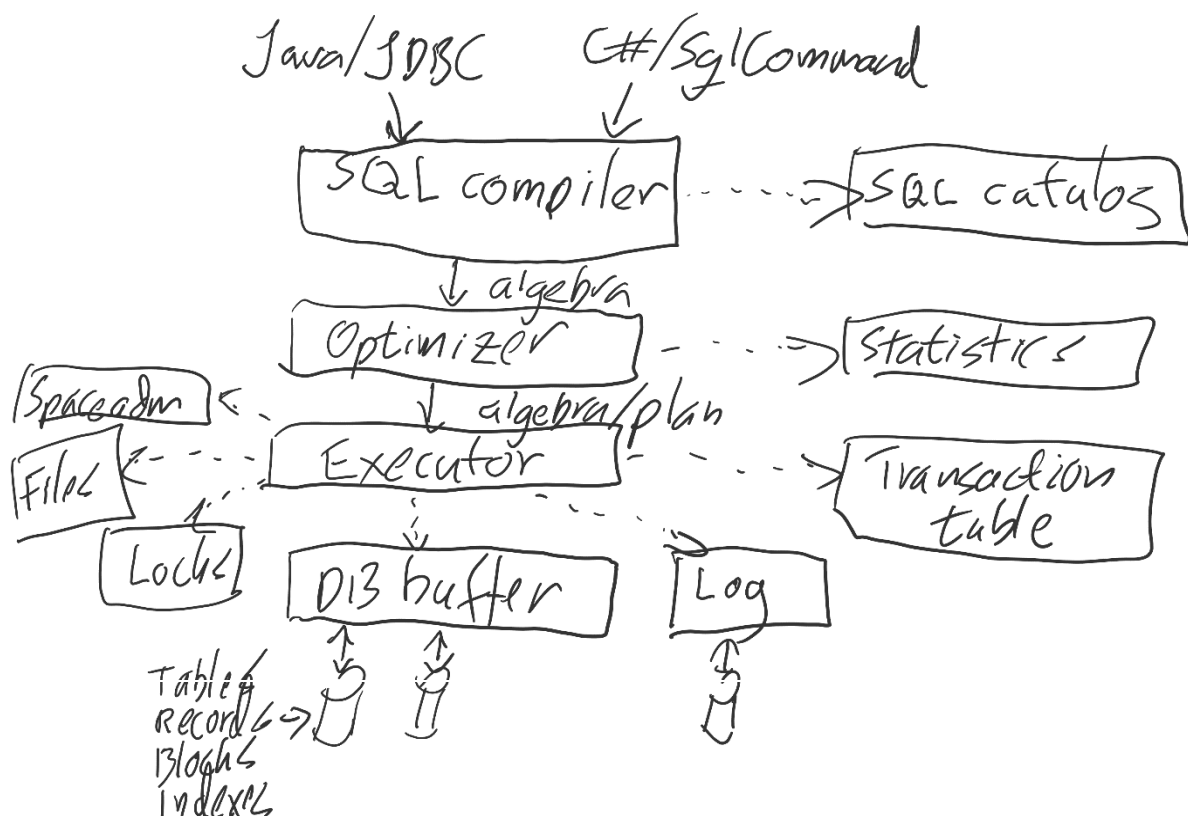 Java/JDBC
C#/SqlCommand
SQL compiler
SQL catalog
algebra
Optimizer
Statistics
Spaceadm
algebra/plan
Executor
Files
Transaction
table
Locks
DB buffer
Log
Tables
Records
Blocks
Indexes